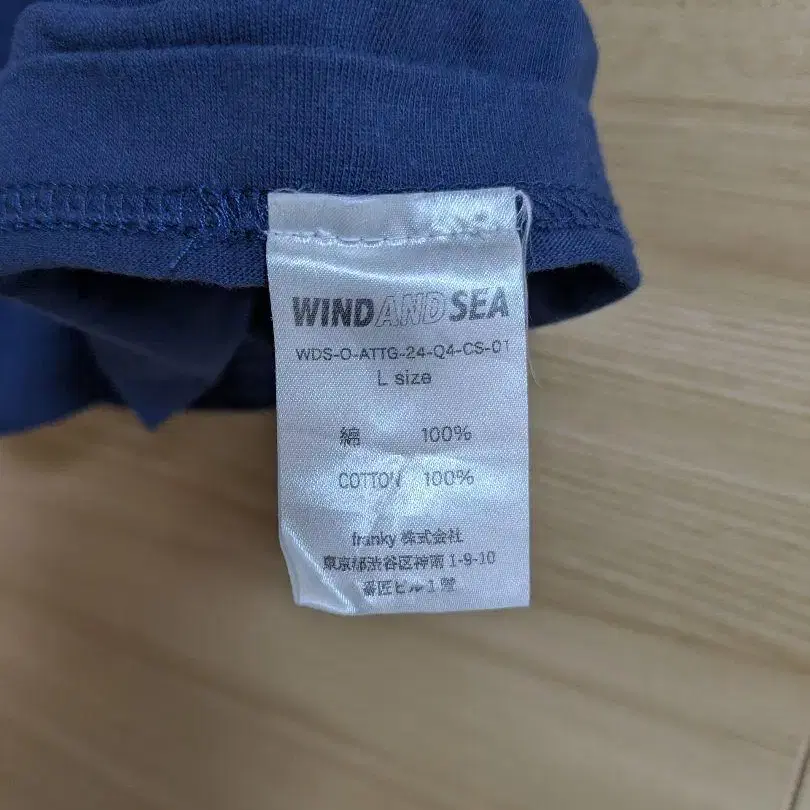 WINDANDSEA
WDS-O-ATTG-24-Q4-CS-01
L size
綿 100%
COTTON 100%
franky 株式会社
東京都渋谷区神南 1-9-10
番匠ビル1階